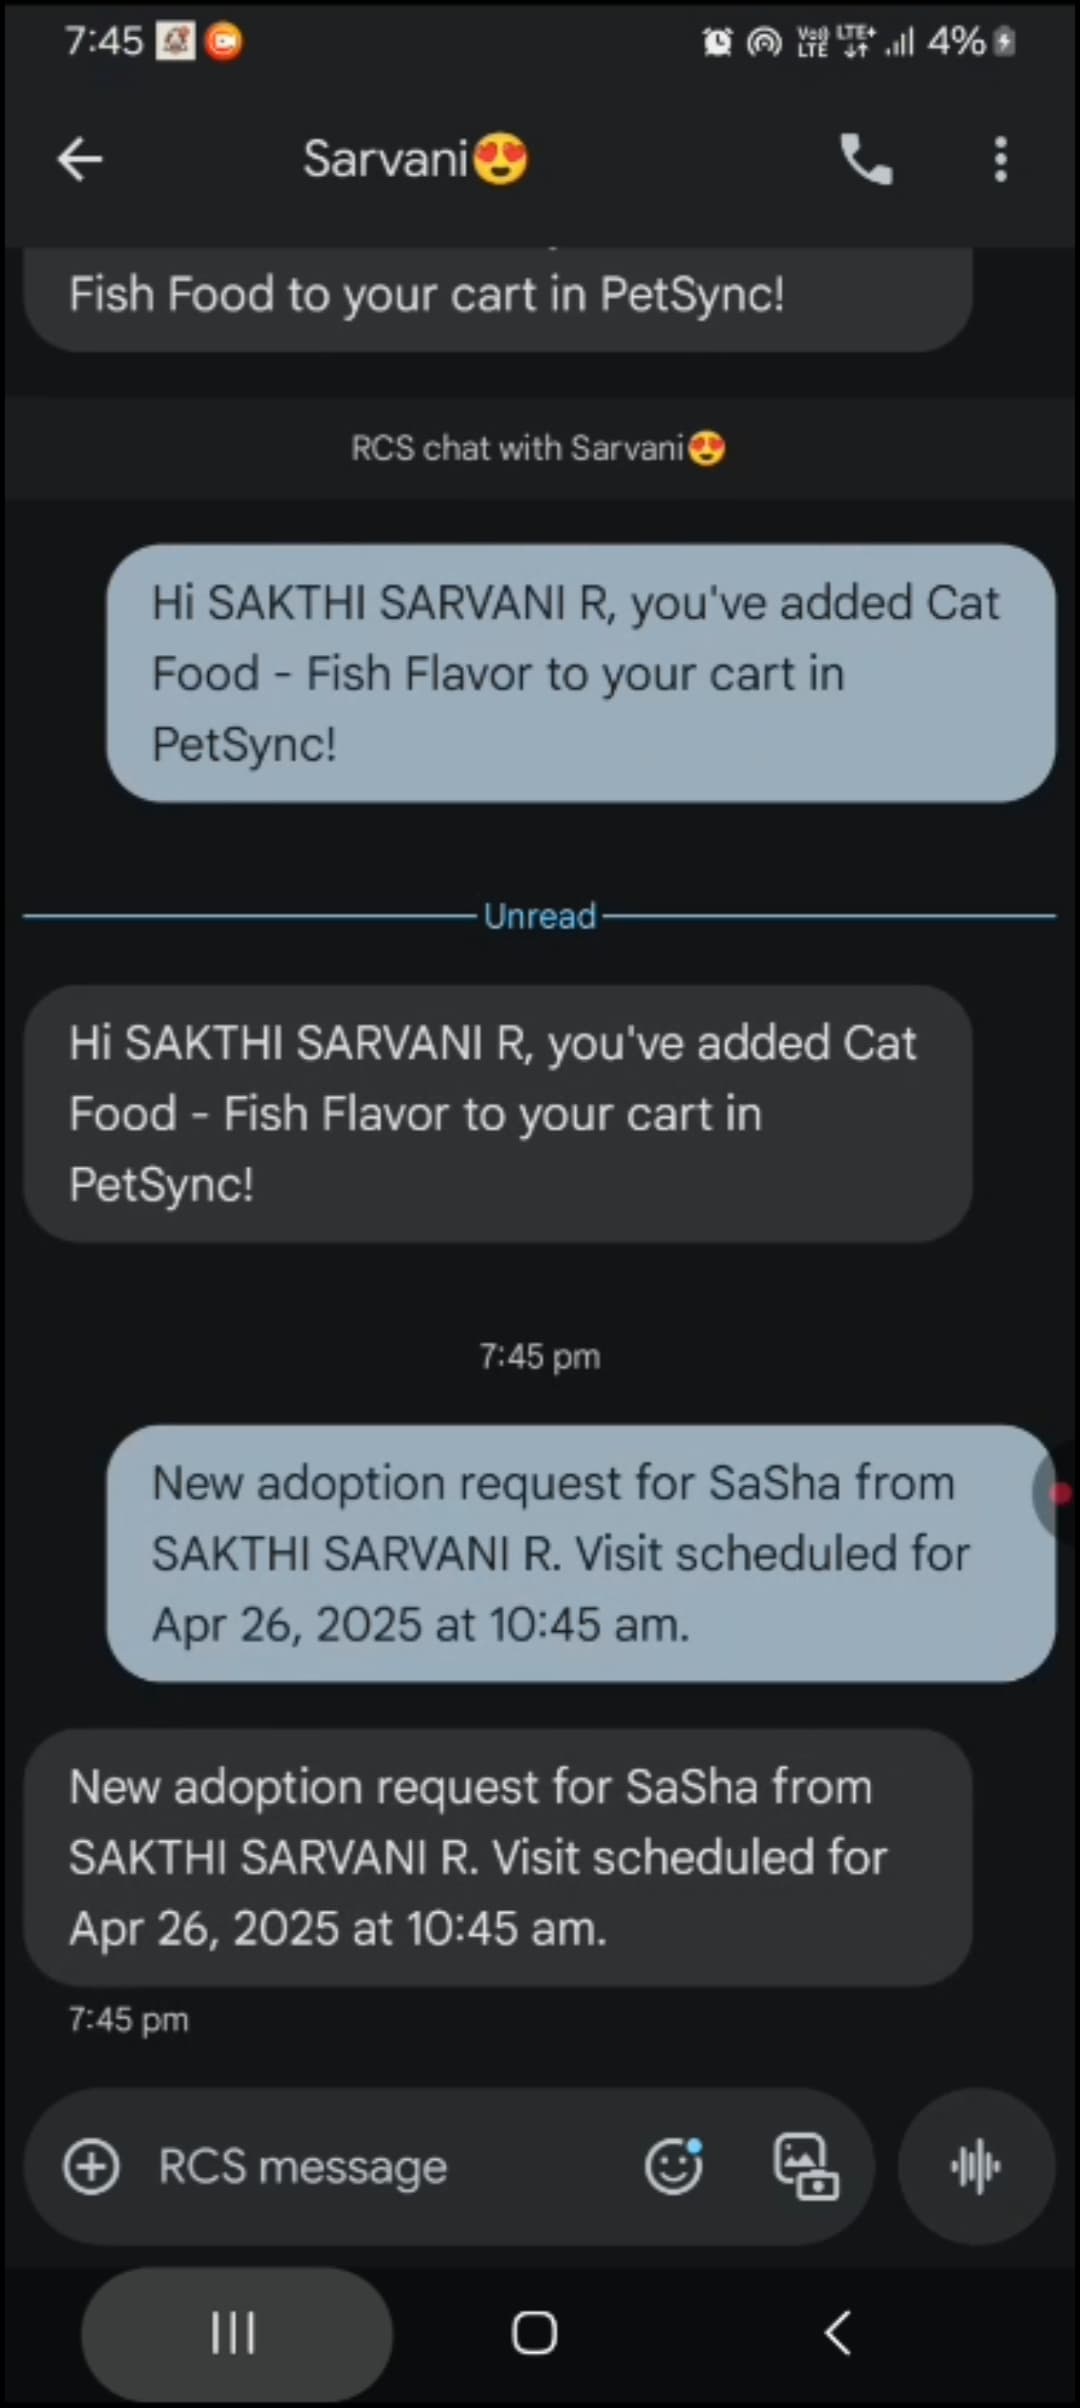 7:45 VoD LTE LTE+ 4%
Sarvani😍
Fish Food to your cart in PetSync!
RCS chat with Sarvani😍
Hi SAKTHI SARVANI R, you've added Cat
Food - Fish Flavor to your cart in
PetSync!
Unread
Hi SAKTHI SARVANI R, you've added Cat
Food - Fish Flavor to your cart in
PetSync!
7:45 pm
New adoption request for SaSha from
SAKTHI SARVANI R. Visit scheduled for
Apr 26, 2025 at 10:45 am.
New adoption request for SaSha from
SAKTHI SARVANI R. Visit scheduled for
Apr 26, 2025 at 10:45 am.
7:45 pm
RCS message